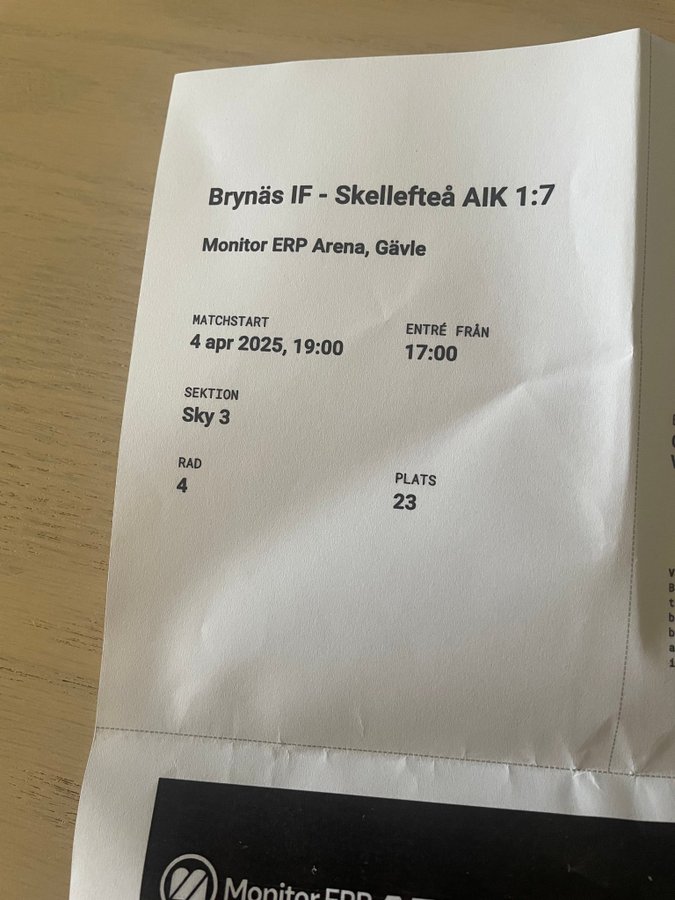 Brynäs IF - Skellefteå AIK 1:7
Monitor ERP Arena, Gävle
MATCHSTART
4 apr 2025, 19:00
ENTRÉ FRÅN
17:00
SEKTION
Sky 3
RAD
4
PLATS
23
Monitor ERP